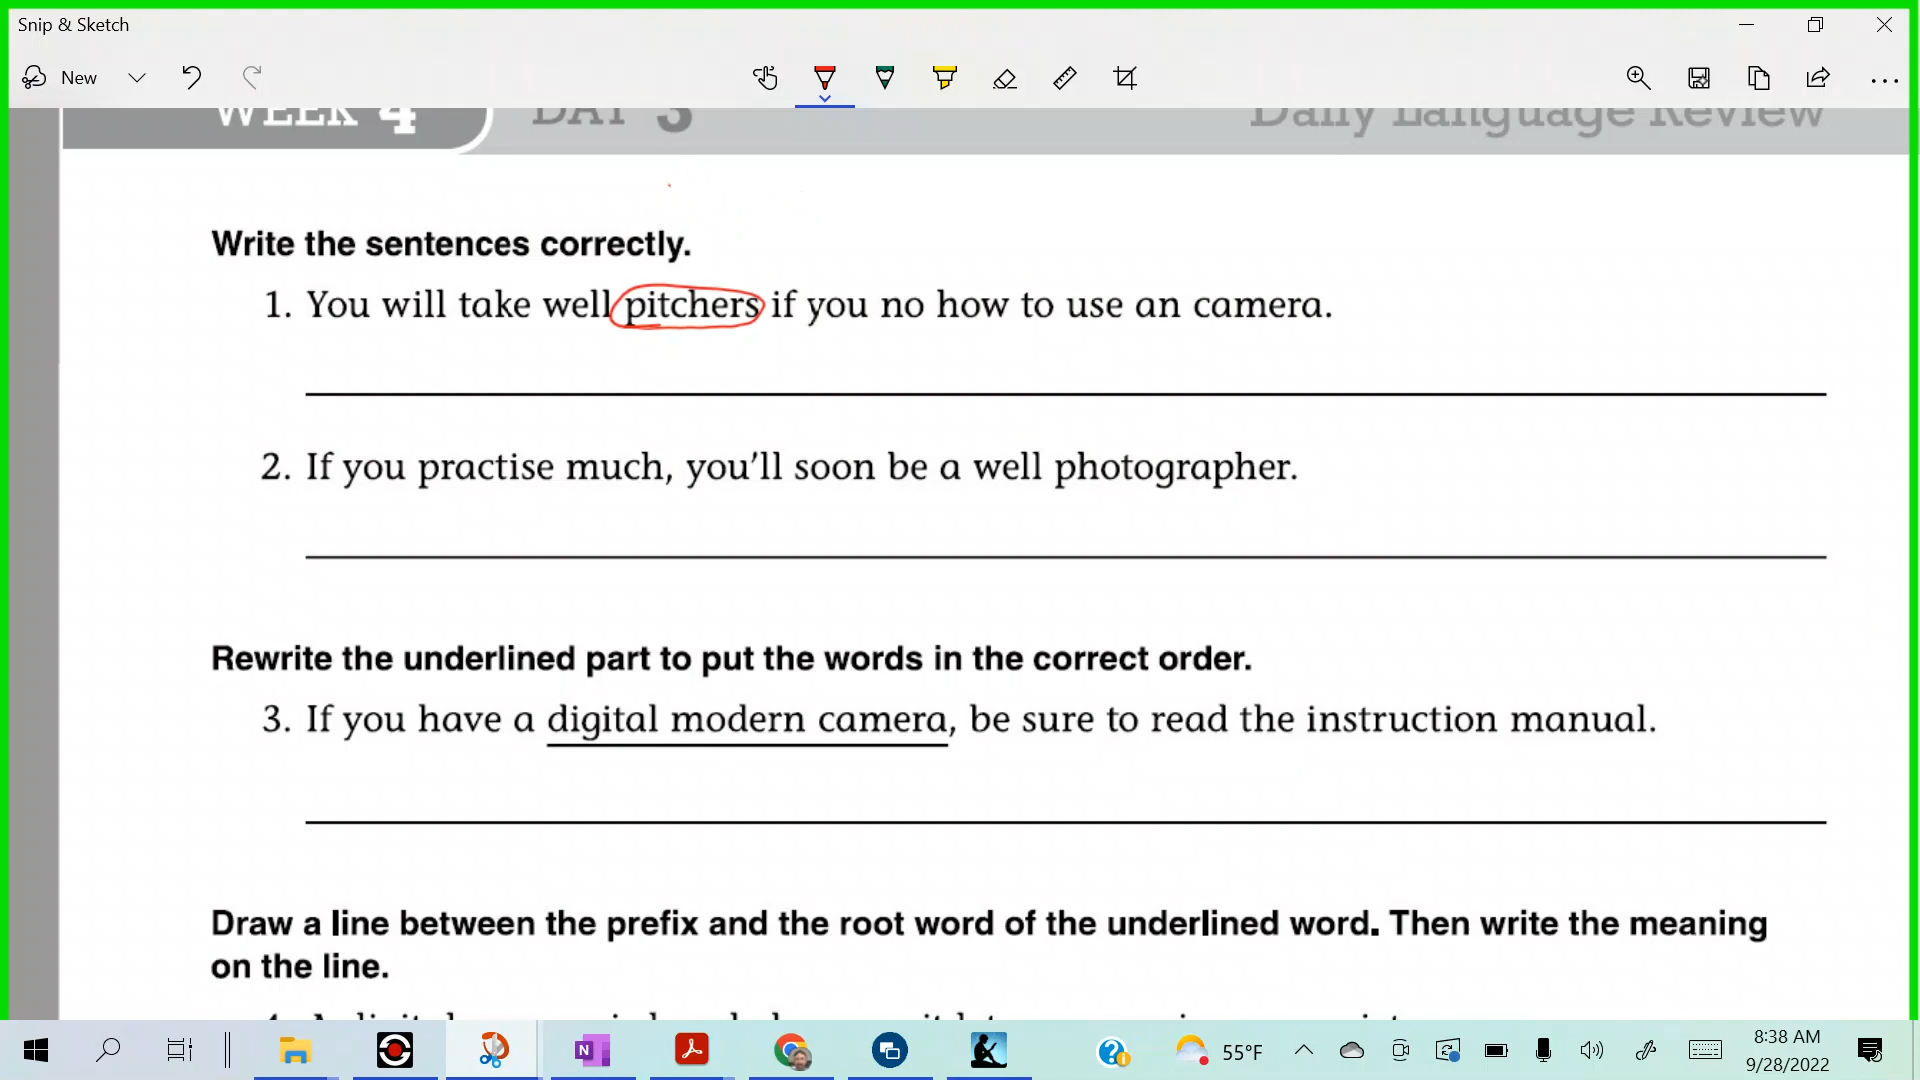 Snip & Sketch
New
WEEK 4 DAY 3 Daily Language Review
Write the sentences correctly.
1. You will take well pitchers if you no how to use an camera.
2. If you practise much, you'll soon be a well photographer.
Rewrite the underlined part to put the words in the correct order.
3. If you have a digital modern camera, be sure to read the instruction manual.
Draw a line between the prefix and the root word of the underlined word. Then write the meaning
on the line.
55°F
8:38 AM
9/28/2022